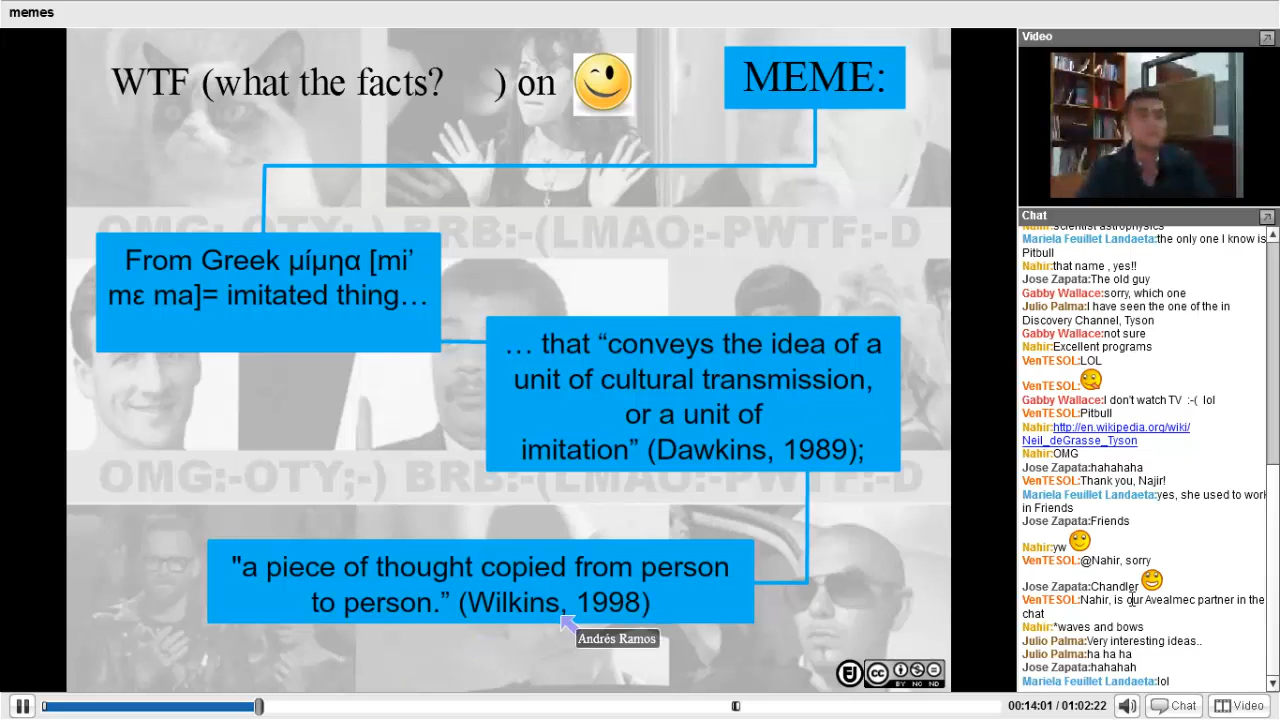 memes
WTF (what the facts? ) on
MEME:
OMG:-OTY:-) BRB:-(LMAO:-PWTF:-D
From Greek μίμηα [mi’
mε ma]= imitated thing…
… that “conveys the idea of a
unit of cultural transmission,
or a unit of
imitation” (Dawkins, 1989);
OMG:-OTY:-) BRB:-(LMAO:-PWTF:-D
"a piece of thought copied from person
to person.” (Wilkins, 1998)
Andrés Ramos
BY NC ND
Video
Chat
Nahir:scientist astrophysics
Mariela Feuillet Landaeta:the only one I know is
Pitbull
Nahir:that name , yes!!
Jose Zapata:The old guy
Gabby Wallace:sorry, which one
Julio Palma:I have seen the one of the in
Discovery Channel, Tyson
Gabby Wallace:not sure
Nahir:Excellent programs
VenTESOL:LOL
VenTESOL:
Gabby Wallace:I don't watch TV :-( lol
VenTESOL:Pitbull
Nahir:http://en.wikipedia.org/wiki/
Neil_deGrasse_Tyson
Nahir:OMG
Jose Zapata:hahahaha
VenTESOL:Thank you, Najir!
Mariela Feuillet Landaeta:yes, she used to work
in Friends
Jose Zapata:Friends
Nahir:yw
VenTESOL:@Nahir, sorry
Jose Zapata:Chandler
VenTESOL:Nahir, is our Avealmec partner in the
chat
Nahir:*waves and bows
Julio Palma:Very interesting ideas..
Julio Palma:ha ha ha
Jose Zapata:hahahah
Mariela Feuillet Landaeta:lol
00:14:01 / 01:02:22
Chat
Video